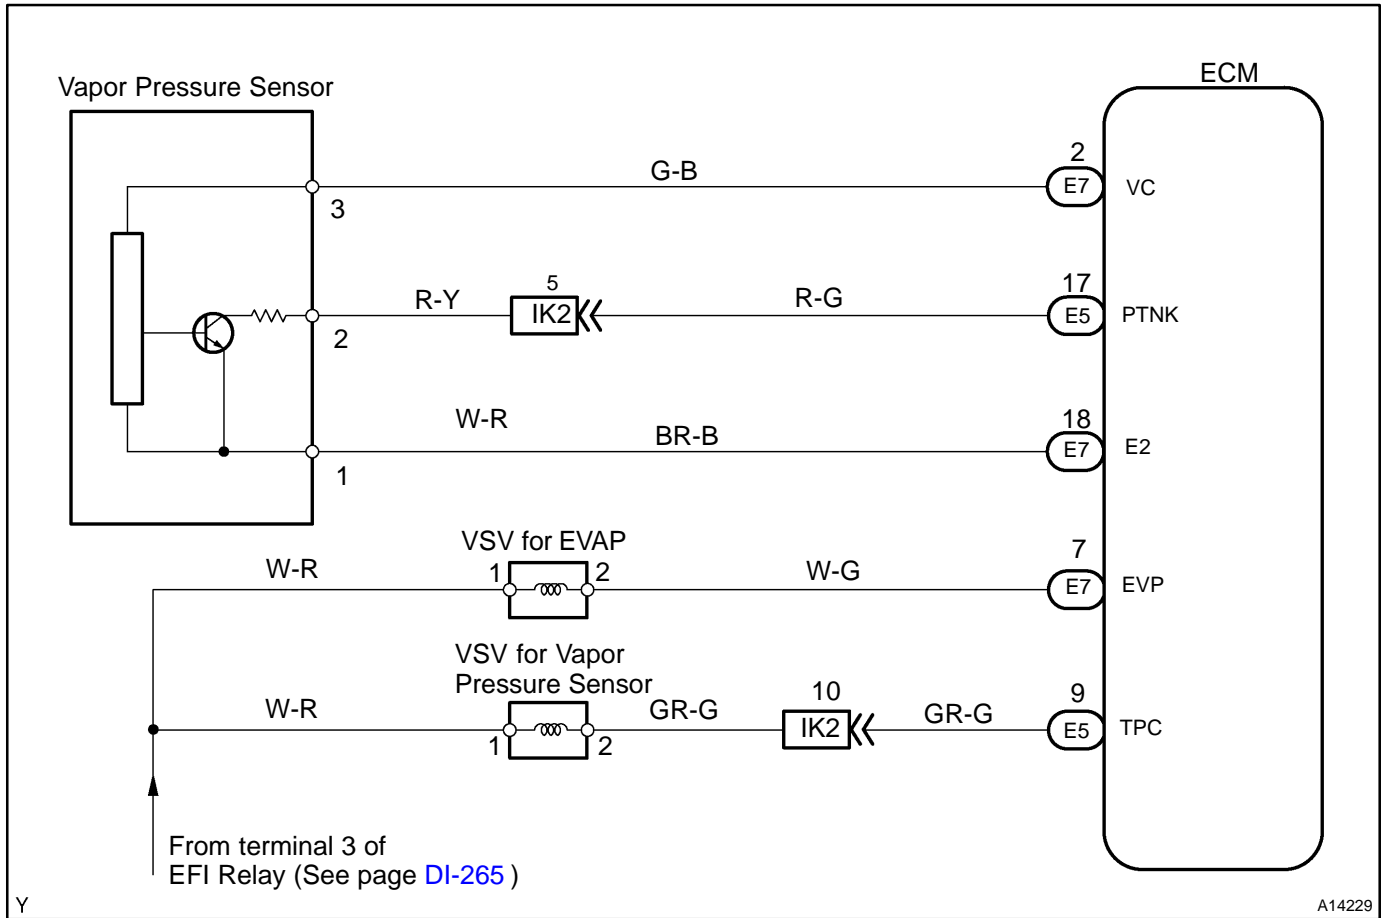 Vapor Pressure Sensor
ECM
3
G-B
2
E7
VC
2
R-Y
5
IK2
R-G
17
E5
PTNK
1
W-R
BR-B
18
E7
E2
VSV for EVAP
W-R
1
2
W-G
7
E7
EVP
VSV for Vapor
Pressure Sensor
W-R
1
2
GR-G
10
IK2
GR-G
9
E5
TPC
From terminal 3 of
EFI Relay (See page DI-265 )
Y
A14229